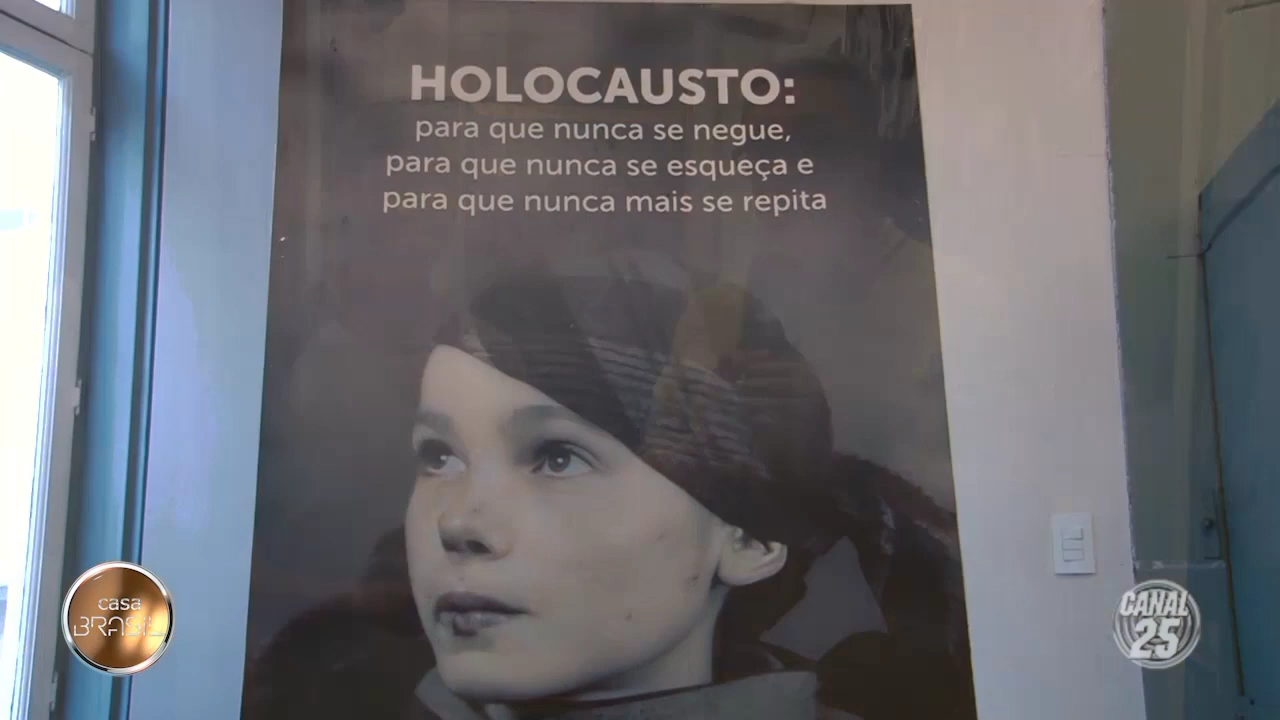 HOLOCAUSTO:
para que nunca se negue,
para que nunca se esqueça e
para que nunca mais se repita
casa
BRASIL
CANAL
25